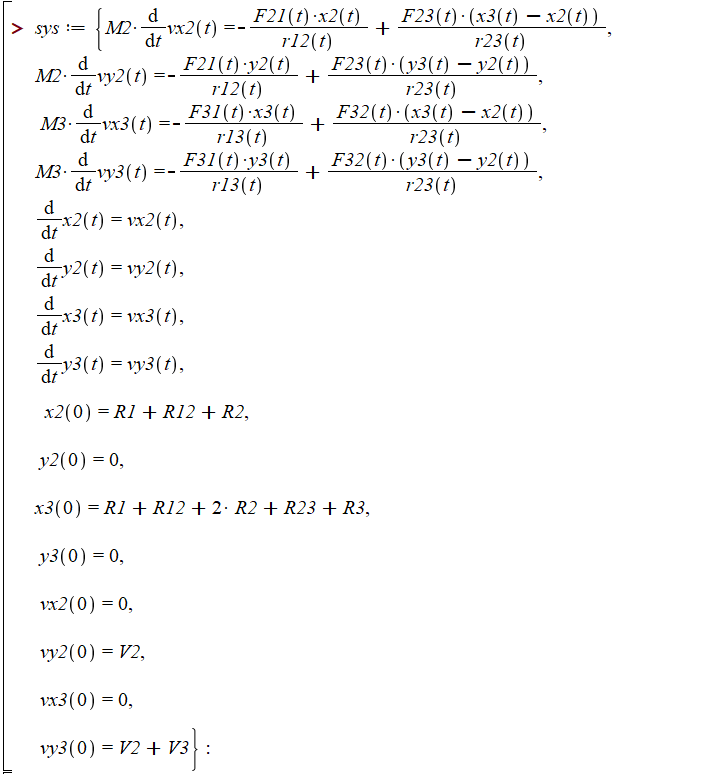 > sys := {M2·d/dt vx2(t) =- F21(t)·x2(t)/r12(t) + F23(t)·(x3(t) − x2(t))/r23(t),
M2·d/dt vy2(t) =- F21(t)·y2(t)/r12(t) + F23(t)·(y3(t) − y2(t))/r23(t),
M3·d/dt vx3(t) =- F31(t)·x3(t)/r13(t) + F32(t)·(x3(t) − x2(t))/r23(t),
M3·d/dt vy3(t) =- F31(t)·y3(t)/r13(t) + F32(t)·(y3(t) − y2(t))/r23(t),
d/dt x2(t) = vx2(t),
d/dt y2(t) = vy2(t),
d/dt x3(t) = vx3(t),
d/dt y3(t) = vy3(t),
x2(0) = R1 + R12 + R2,
y2(0) = 0,
x3(0) = R1 + R12 + 2· R2 + R23 + R3,
y3(0) = 0,
vx2(0) = 0,
vy2(0) = V2,
vx3(0) = 0,
vy3(0) = V2 + V3} :